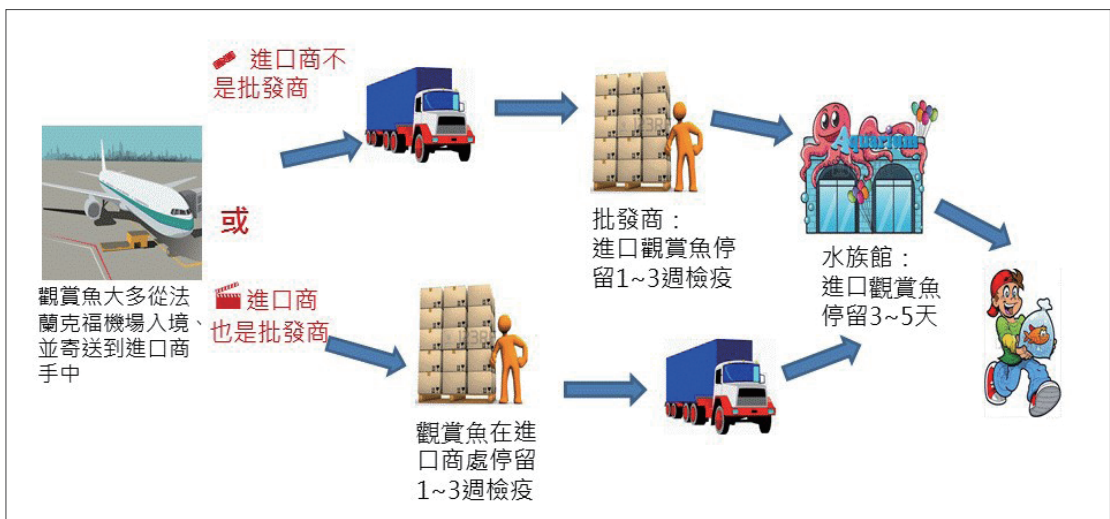 進口商不
是批發商
Aquarium
或
批發商：
進口觀賞魚停
留1~3週檢疫
水族館：
進口觀賞魚
停留3~5天
觀賞魚大多從法
蘭克福機場入境、
並寄送到進口商
手中
進口商
也是批發商
觀賞魚在進
口商處停留
1~3週檢疫